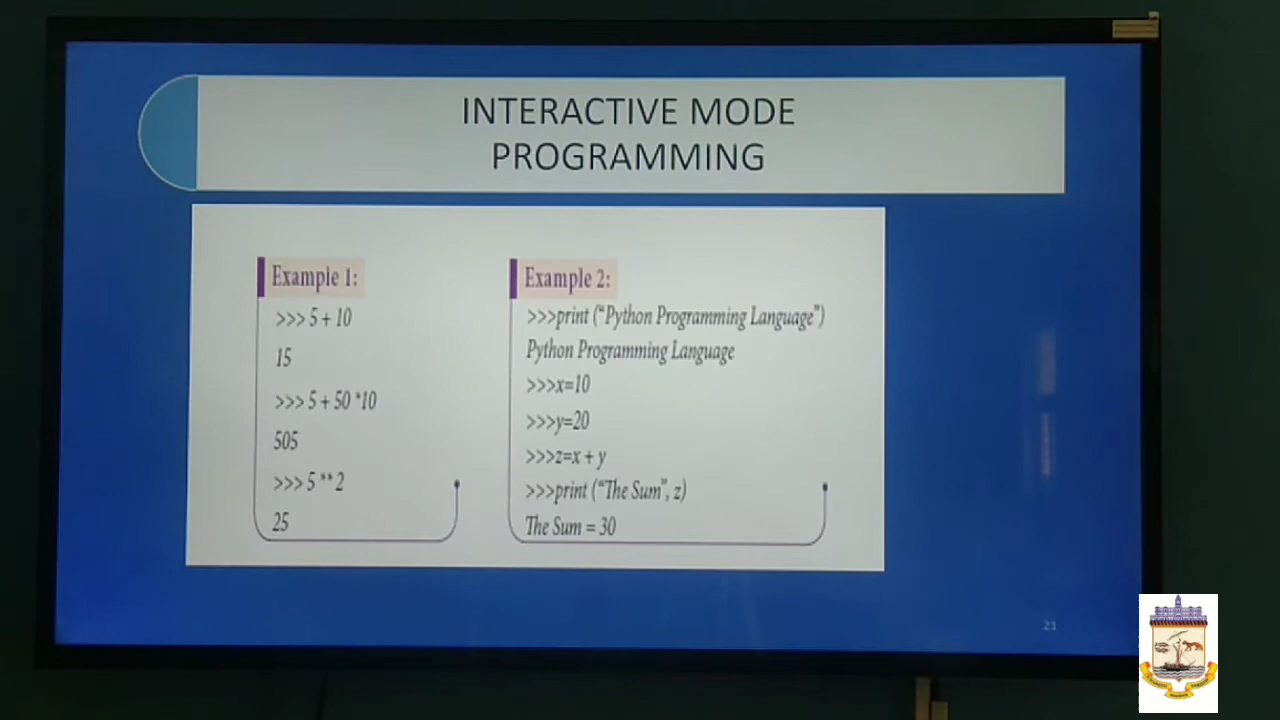 INTERACTIVE MODE
PROGRAMMING
Example 1:
>>> 5 + 10
15
>>> 5 + 50 *10
505
>>> 5 ** 2
25
Example 2:
>>>print (“Python Programming Language”)
Python Programming Language
>>>x=10
>>>y=20
>>>z=x + y
>>>print (“The Sum”, z)
The Sum = 30
21